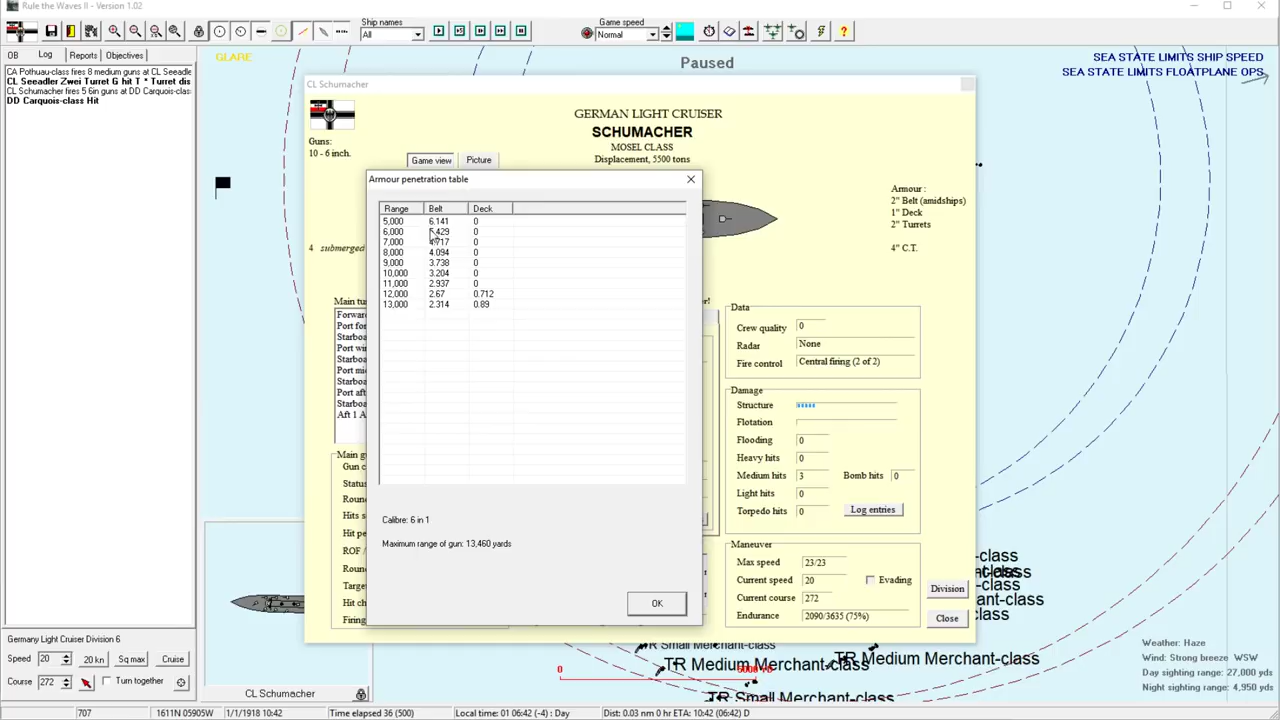 Rule the Waves II - Version 1.02
Ship names
All
Game speed
Normal
OB Log Reports Objectives
CA Pothuau-class fires 8 medium guns at CL Seeadle
CL Seeadler Zwei Turret G hit T * Turret dis
CL Schumacher fires 5 6in guns at DD Carquois-class
DD Carquois-class Hit
GLARE
Paused
SEA STATE LIMITS SHIP SPEED
SEA STATE LIMITS FLOATPLANE OPS
CL Schumacher
GERMAN LIGHT CRUISER
SCHUMACHER
MOSEL CLASS
Displacement, 5500 tons
Guns:
10 - 6 inch.
Game view Picture
4 submerged
Armour :
2" Belt (amidships)
1" Deck
2" Turrets
4" C.T.
Armour penetration table
Range Belt Deck
5,000 6.141 0
6,000 5.429 0
7,000 4.717 0
8,000 4.094 0
9,000 3.738 0
10,000 3.204 0
11,000 2.937 0
12,000 2.67 0.712
13,000 2.314 0.89
Calibre: 6 in 1
Maximum range of gun: 13,460 yards
OK
Main tu
Forwar
Port for
Starboa
Port wi
Starboa
Port mi
Starboa
Port aft
Starboa
Aft 1 A
Main g
Gun c
Status
Round
Hits s
Hit pe
ROF /
Round
Target
Hit ch
Firing
Data
Crew quality 0
Radar None
Fire control Central firing (2 of 2)
Damage
Structure
Flotation
Flooding 0
Heavy hits 0
Medium hits 3 Bomb hits 0
Light hits 0
Torpedo hits 0 Log entries
Maneuver
Max speed 23/23
Current speed 20 Evading
Current course 272
Endurance 2090/3635 (75%)
Division
Close
TR Small Merchant-class
TR Medium Merchant-class
TR Medium Merchant-class
TR Small Merchant-class
0
Germany Light Cruiser Division 6
Speed 20 20 kn Sq max Cruise
Course 272 Turn together
CL Schumacher
Weather: Haze
Wind: Strong breeze WSW
Day sighting range: 27,000 yds
Night sighting range: 4,950 yds
707 1611N 05905W 1/1/1918 10:42 Time elapsed 36 (500) Local time: 01 06:42 (-4) : Day Dist: 0.03 nm 0 hr ETA: 10:42 (06:42) D